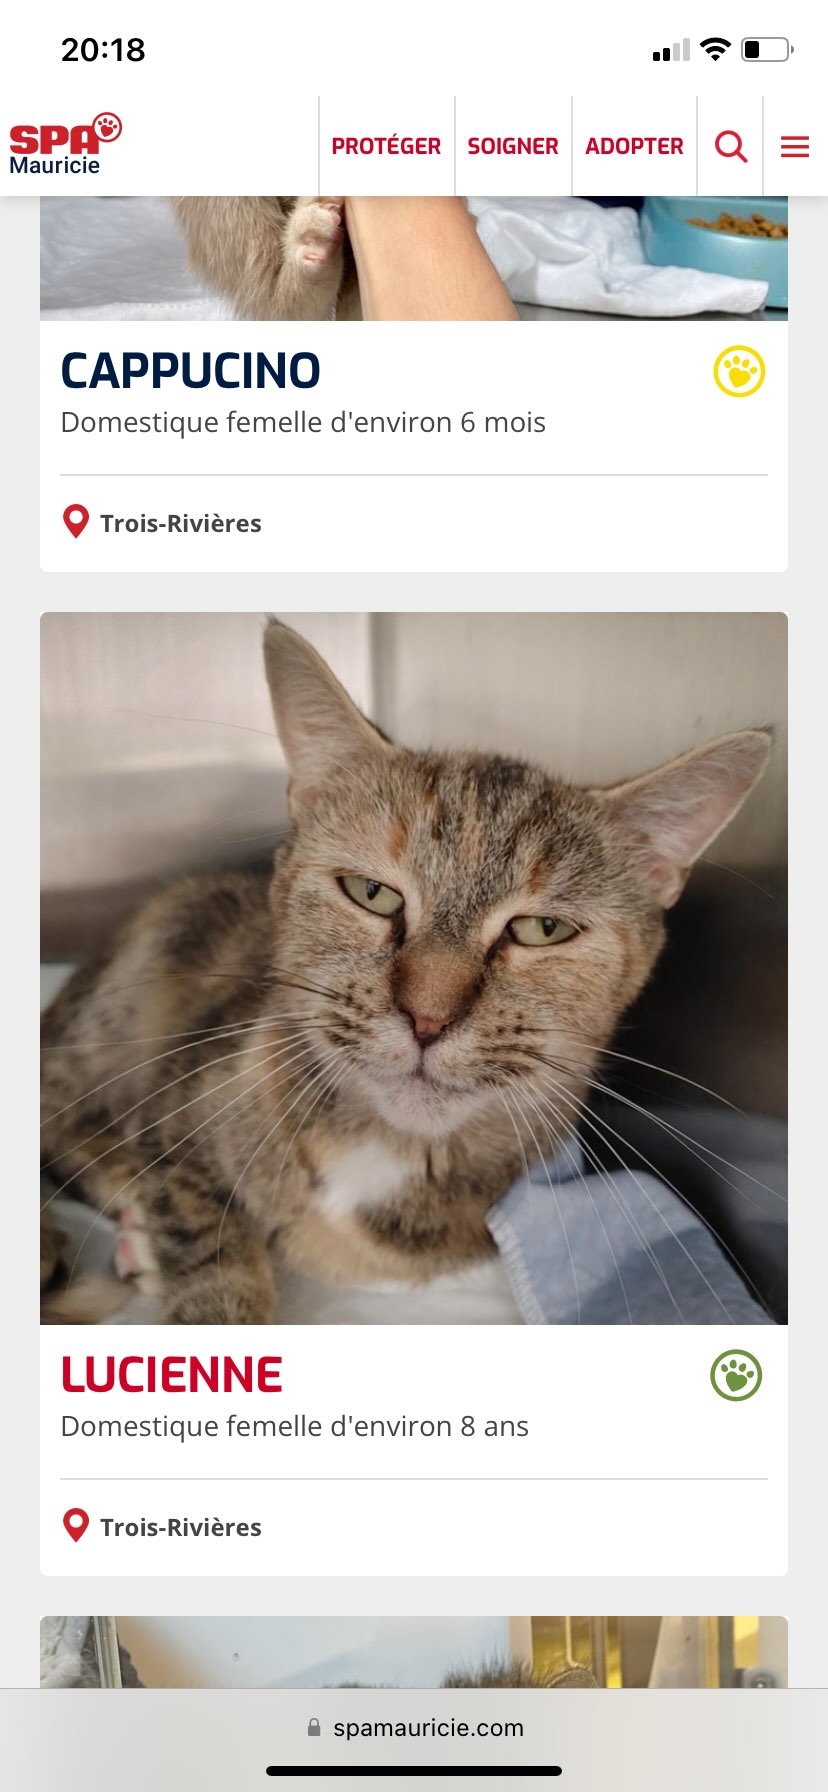 20:18
SPA
Mauricie
PROTÉGER
SOIGNER
ADOPTER
CAPPUCINO
Domestique femelle d'environ 6 mois
Trois-Rivières
LUCIENNE
Domestique femelle d'environ 8 ans
Trois-Rivières
spamauricie.com